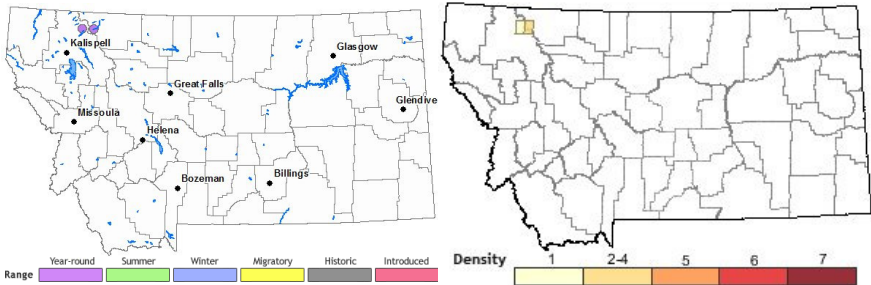 Kalispell
Glasgow
Great Falls
Glendive
Missoula
Helena
Bozeman
Billings
Year-round Summer Winter Migratory Historic Introduced
Range
Density
1 2-4 5 6 7